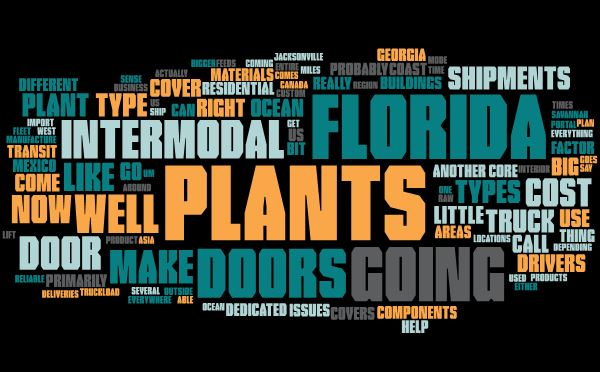 JACKSONVILLE
GEORGIA
BIGGER FEEDS COMING ENTIRE MILES MODE
ACTUALLY MATERIALS COMES PROBABLY COAST TIME
DIFFERENT SENSE BUSINESS COVER RESIDENTIAL CANADA CUSTOM REALLY REGION BUILDINGS SHIPMENTS
PLANT TYPE US SHIP CAN RIGHT OCEAN FLORIDA TIMES SAVANNAH PORTAL PLAN
IMPORT FLEET WEST MANUFACTURE INTERMODAL GET US BIT EVERYTHING
TRANSIT FACTOR
MEXICO COME LIKE GO UM PLANTS ANOTHER CORE INTERIOR BIG GOES SAY
AROUND ONE RAW TYPES COST
NOW WELL LITTLE AREAS TRUCK USE
LIFT DOOR PRODUCT ASIA LOCATIONS CALL THING DEPENDING
RELIABLE PRIMARILY MAKE DOORS GOING DRIVERS
DELIVERIES TRUCKLOAD SEVERAL OUTSIDE USED PRODUCTS
EVERYWHERE ABLE EITHER
OCEAN DEDICATED ISSUES COVERS COMPONENTS
HELP